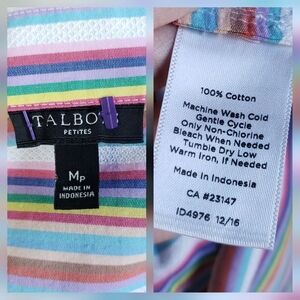 TALBOTS
PETITES
MP
MADE IN
INDONESIA
100% Cotton
Machine Wash Cold
Gentle Cycle
Only Non-Chlorine
Bleach When Needed
Tumble Dry Low
Warm Iron, If Needed
Made In Indonesia
CA #23147
ID4976 12/16